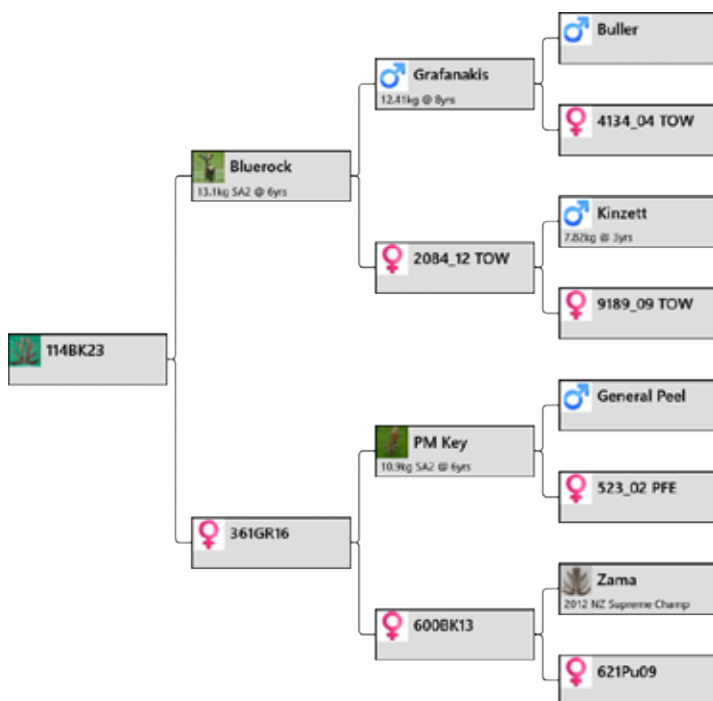 Buller
Grafanakis
12.41kg @ 8yrs
4134_04 TOW
Bluerock
13.1kg SA2 @ 6yrs
Kinzett
7.82kg @ 3yrs
2084_12 TOW
9189_09 TOW
114BK23
General Peel
PM Key
10.9kg SA2 @ 6yrs
523_02 PFE
361GR16
Zama
2012 NZ Supreme Champ
600BK13
621Pu09